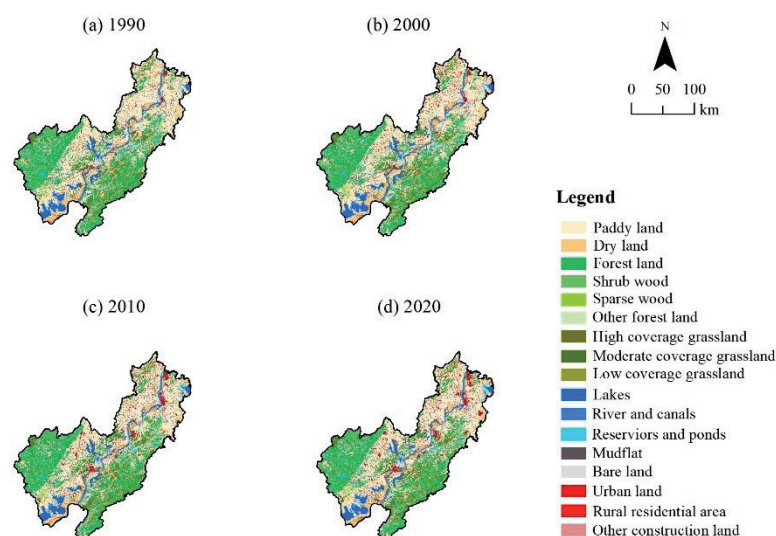 (a) 1990
(b) 2000
N
0 50 100
km
(c) 2010
(d) 2020
Legend
Paddy land
Dry land
Forest land
Shrub wood
Sparse wood
Other forest land
High coverage grassland
Moderate coverage grassland
Low coverage grassland
Lakes
River and canals
Reserviors and ponds
Mudflat
Bare land
Urban land
Rural residential area
Other construction land